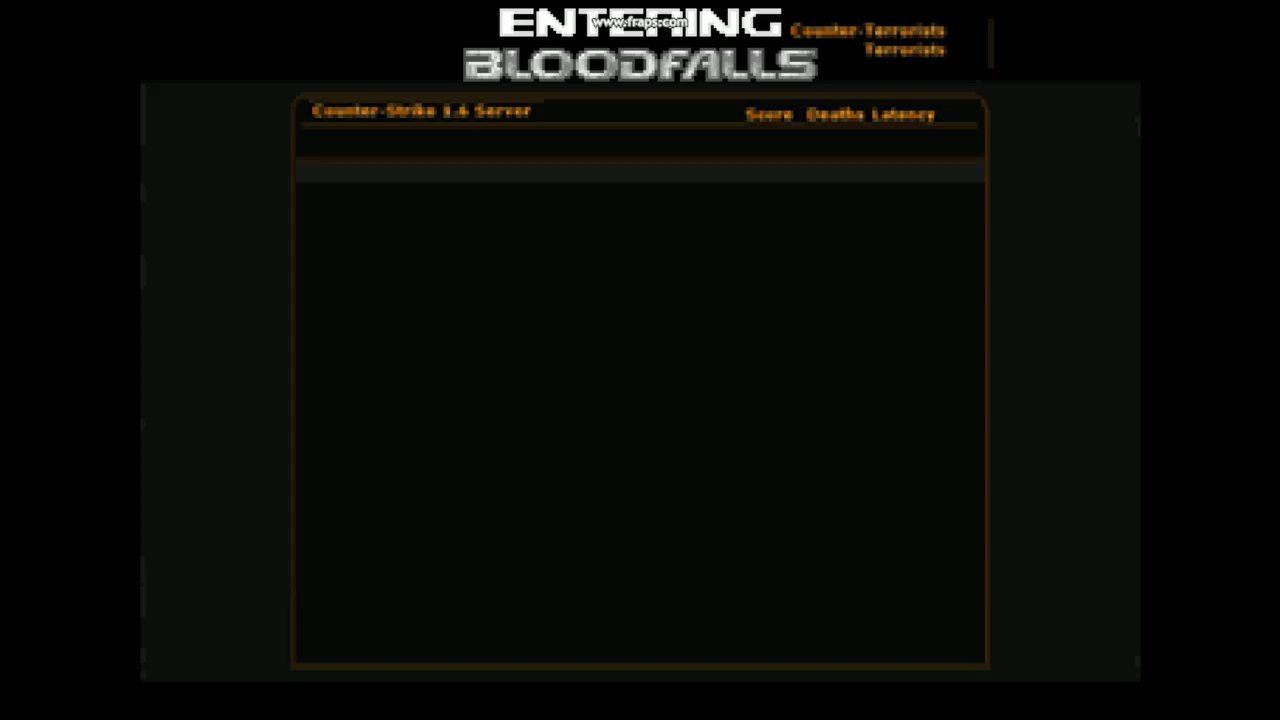 ENTERING
www.fraps.com
BLOODFALLS
Counter-Terrorists
Terrorists
Counter-Strike 1.6 Server
Score Deaths Latency